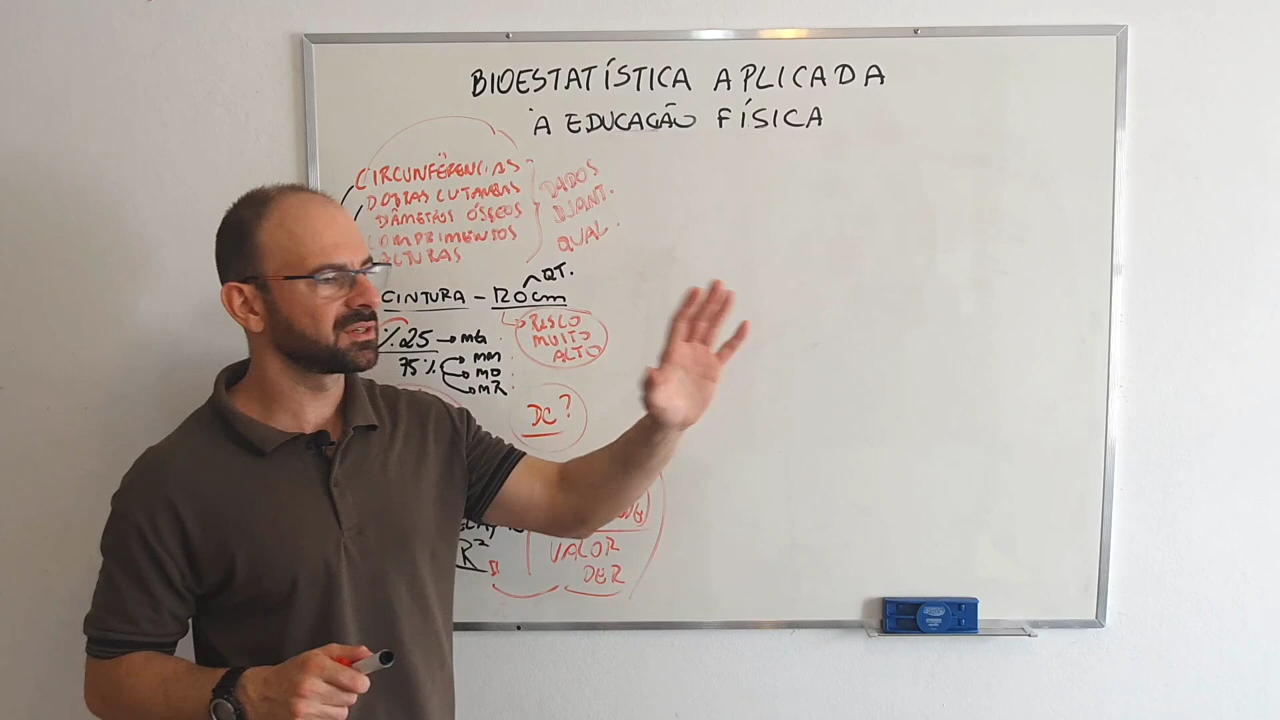 BIOESTATÍSTICA APLICADA
À EDUCAÇÃO FÍSICA
CIRCUNFERÊNCIAS
DOBRAS CUTANEAS
DIÂMETROS ÓSSEOS
COMPRIMENTOS
ALTURAS
DADOS
QUANT.
QUAL.
QT.
CINTURA - 120cm
RISCO
MUITO
ALTO
% 25 → MG
75% MM
MO
MR
DC?
R²
VALOR
DE R